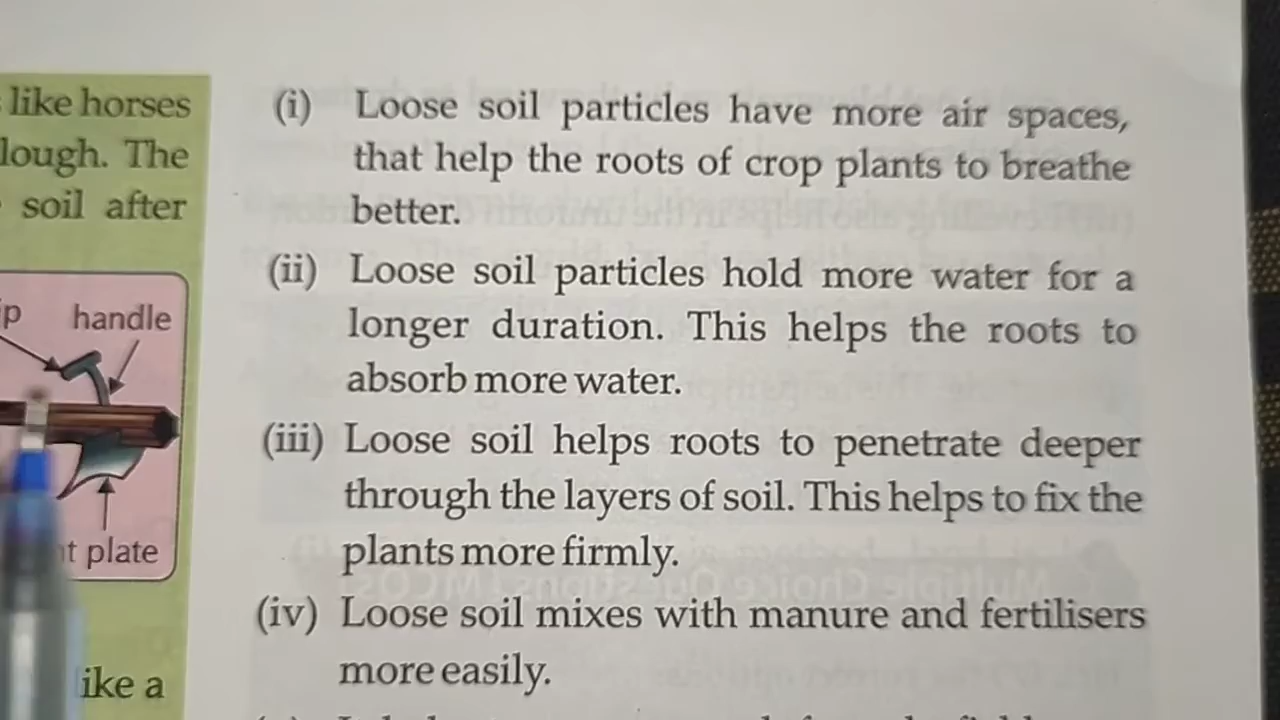 like horses
lough. The
soil after
handle
plate
ike a
(i) Loose soil particles have more air spaces,
that help the roots of crop plants to breathe
better.
(ii) Loose soil particles hold more water for a
longer duration. This helps the roots to
absorb more water.
(iii) Loose soil helps roots to penetrate deeper
through the layers of soil. This helps to fix the
plants more firmly.
(iv) Loose soil mixes with manure and fertilisers
more easily.